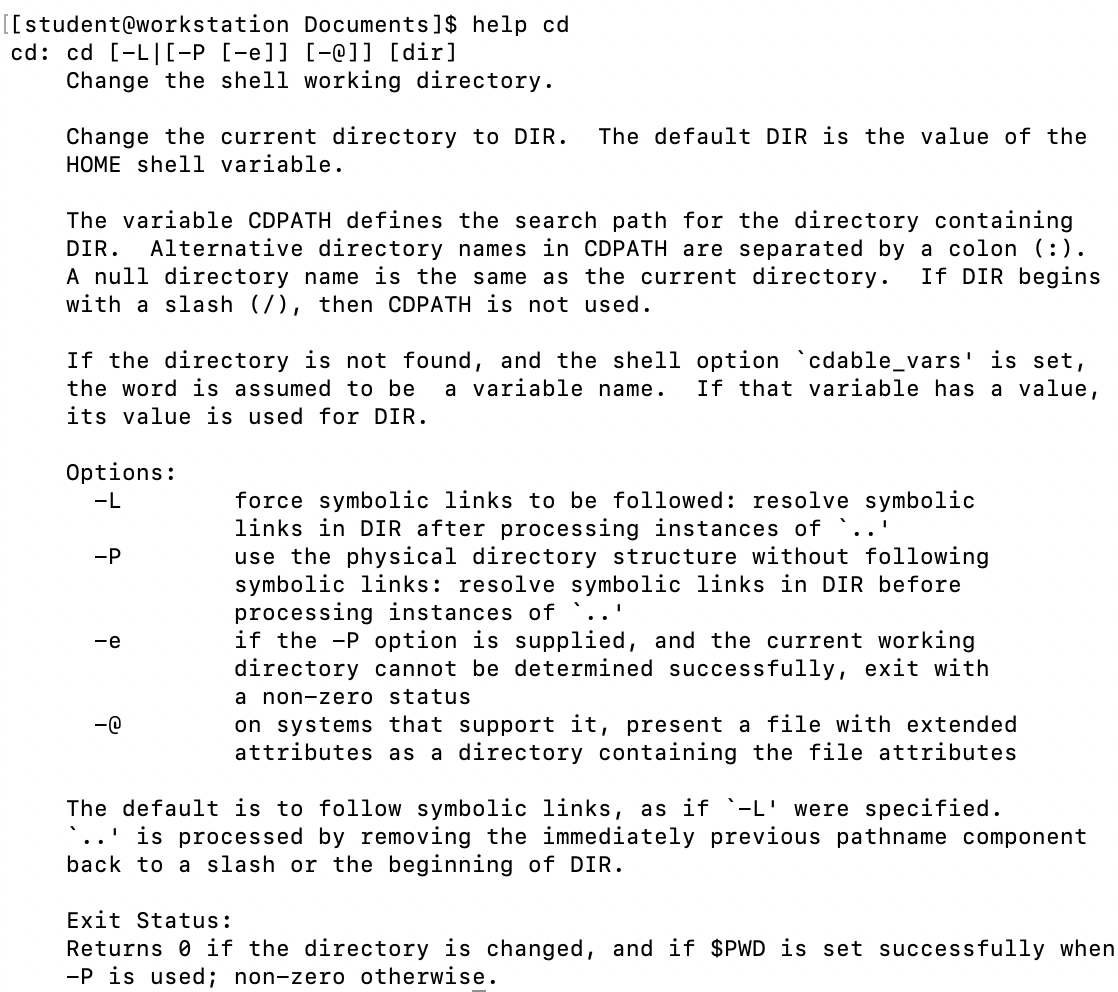 [[student@workstation Documents]$ help cd
cd: cd [-L|[-P [-e]] [-@]] [dir]
    Change the shell working directory.

    Change the current directory to DIR.  The default DIR is the value of the
    HOME shell variable.

    The variable CDPATH defines the search path for the directory containing
    DIR.  Alternative directory names in CDPATH are separated by a colon (:).
    A null directory name is the same as the current directory.  If DIR begins
    with a slash (/), then CDPATH is not used.

    If the directory is not found, and the shell option `cdable_vars' is set,
    the word is assumed to be  a variable name.  If that variable has a value,
    its value is used for DIR.

    Options:
      -L        force symbolic links to be followed: resolve symbolic
                links in DIR after processing instances of `..'
      -P        use the physical directory structure without following
                symbolic links: resolve symbolic links in DIR before
                processing instances of `..'
      -e        if the -P option is supplied, and the current working
                directory cannot be determined successfully, exit with
                a non-zero status
      -@        on systems that support it, present a file with extended
                attributes as a directory containing the file attributes

    The default is to follow symbolic links, as if `-L' were specified.
    `..' is processed by removing the immediately previous pathname component
    back to a slash or the beginning of DIR.

    Exit Status:
    Returns 0 if the directory is changed, and if $PWD is set successfully when
    -P is used; non-zero otherwise.